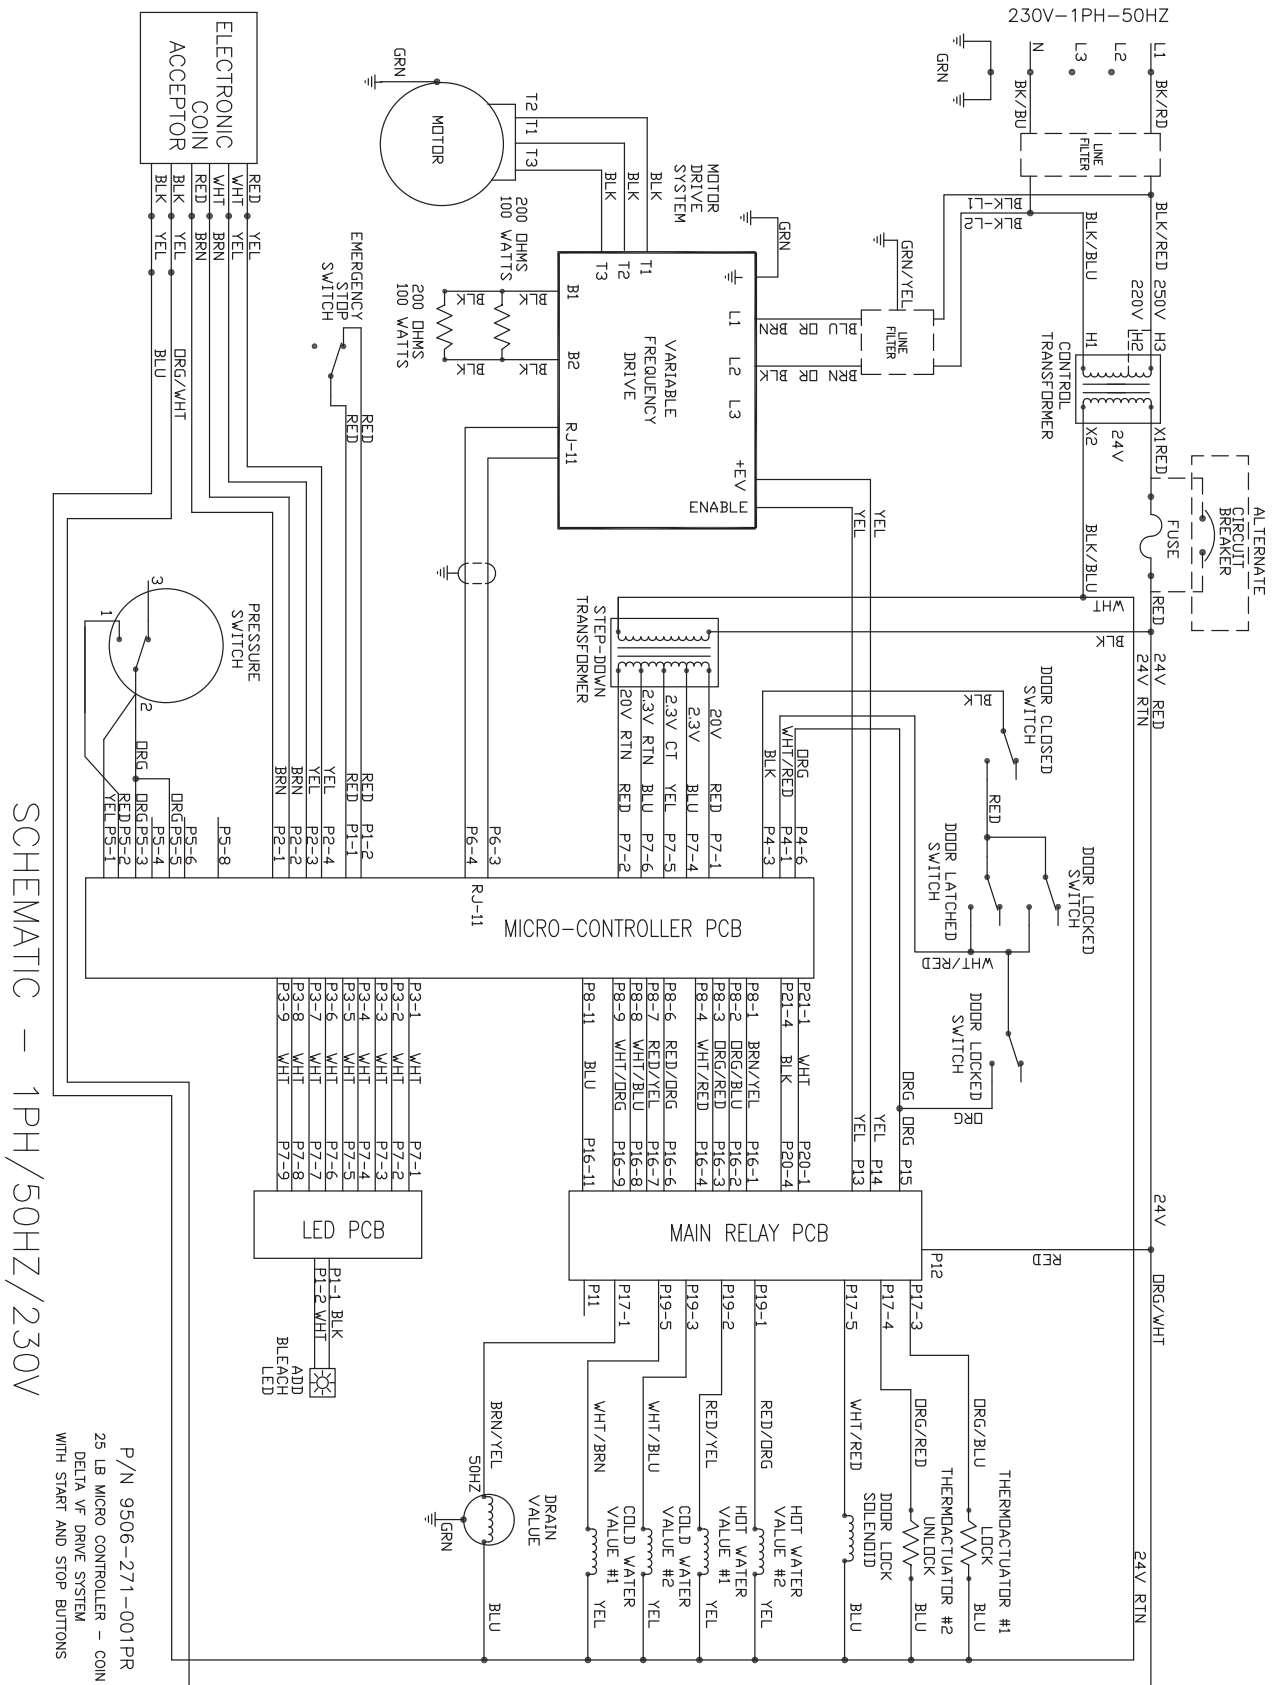 230V-1PH-50HZ
L1
L2
L3
N
GRN
BK/RD
BK/BU
LINE
FILTER
BLK/RED
BLK/BLU
BLK-L1
BLK-L2
250V
220V
H3
H2
H1
CONTROL
TRANSFORMER
X1
RED
24V
X2
BLK/BLU
ALTERNATE
CIRCUIT
BREAKER
FUSE
RED
WHT
BLK
24V RED
24V RTN
24V
RED
ORG/WHT
24V RTN
GRN
GRN/YEL
LINE
FILTER
BLU OR BRN
BRN OR BLK
MOTOR
DRIVE
SYSTEM
GRN
MOTOR
T2
T1
T3
BLK
BLK
BLK
VARIABLE
FREQUENCY
DRIVE
T1
T2
T3
L1
L2
L3
+EV
ENABLE
B1
B2
RJ-11
YEL
YEL
200 OHMS
100 WATTS
200 OHMS
100 WATTS
BLK
BLK
BLK
BLK
EMERGENCY
STOP
SWITCH
RED
RED
ELECTRONIC
COIN
ACCEPTOR
RED
WHT
WHT
RED
BLK
BLK
YEL
YEL
BRN
BRN
YEL
YEL
ORG/WHT
BLU
PRESSURE
SWITCH
3
1
2
ORG
STEP-DOWN
TRANSFORMER
20V
2.3V
2.3V CT
2.3V RTN
20V RTN
RED
BLU
YEL
BLU
RED
P7-1
P7-4
P7-5
P7-6
P7-2
DOOR CLOSED
SWITCH
BLK
RED
DOOR LOCKED
SWITCH
DOOR LATCHED
SWITCH
WHT/RED
DOOR LOCKED
SWITCH
ORG
ORG
WHT/RED
BLK
P4-6
P4-1
P4-3
P6-3
P6-4
RED P1-2
RED P1-1
YEL P2-4
YEL P2-3
BRN P2-2
BRN P2-1
P5-8
P5-6
ORG P5-5
P5-4
ORG P5-3
RED P5-2
YEL P5-1
MICRO-CONTROLLER PCB
RJ-11
P21-1 WHT P20-1
P21-4 BLK P20-4
P8-1 BRN/YEL P16-1
P8-2 ORG/BLU P16-2
P8-3 ORG/RED P16-3
P8-4 WHT/RED P16-4
P8-6 RED/ORG P16-6
P8-7 RED/YEL P16-7
P8-8 WHT/BLU P16-8
P8-9 WHT/ORG P16-9
P8-11 BLU P16-11
P3-1 WHT P7-1
P3-2 WHT P7-2
P3-3 WHT P7-3
P3-4 WHT P7-4
P3-5 WHT P7-5
P3-6 WHT P7-6
P3-7 WHT P7-7
P3-8 WHT P7-8
P3-9 WHT P7-9
ORG
ORG P15
YEL P14
YEL P13
MAIN RELAY PCB
P12
LED PCB
P1-1 BLK
P1-2 WHT
ADD
BLEACH
LED
P17-3
P17-4
P17-5
P19-1
P19-2
P19-3
P19-5
P17-1
P11
ORG/BLU
THERMOACTUATOR #1
LOCK
BLU
ORG/RED
THERMOACTUATOR #2
UNLOCK
BLU
WHT/RED
DOOR LOCK
SOLENOID
BLU
RED/ORG
HOT WATER
VALUE #2
YEL
RED/YEL
HOT WATER
VALUE #1
YEL
WHT/BLU
COLD WATER
VALUE #2
YEL
WHT/BRN
COLD WATER
VALUE #1
YEL
BRN/YEL
50HZ
DRAIN
VALUE
GRN
BLU
SCHEMATIC - 1PH/50HZ/230V
P/N 9506-271-001PR
25 LB MICRO CONTROLLER - COIN
DELTA VF DRIVE SYSTEM
WITH START AND STOP BUTTONS